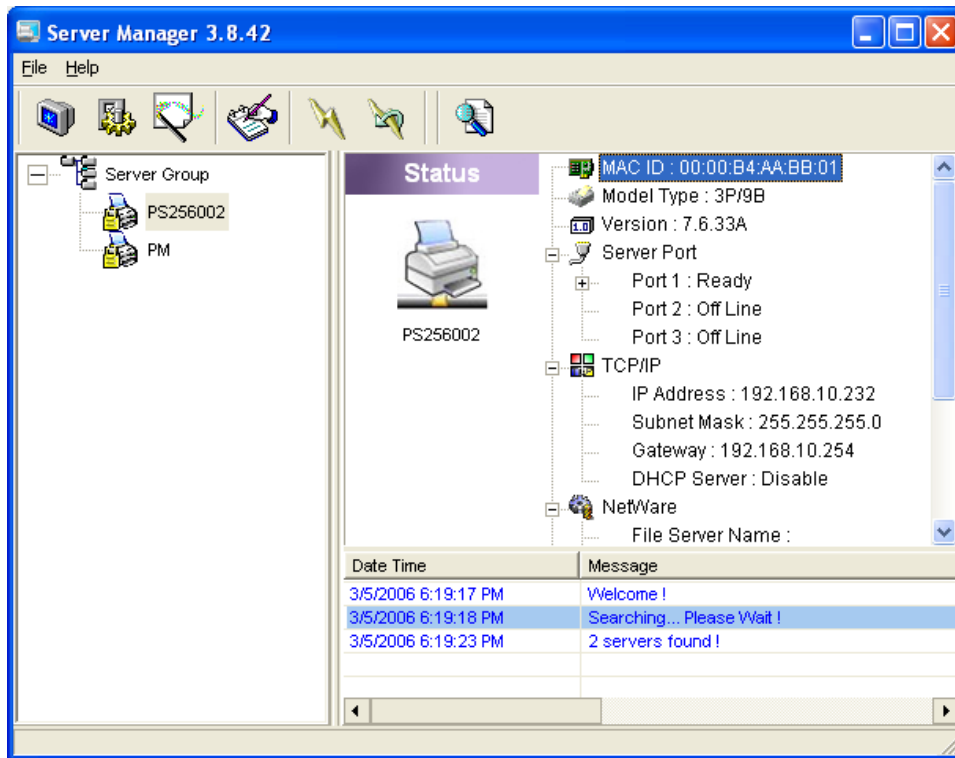 Server Manager 3.8.42
File Help
Server Group
PS256002
PM
Status
PS256002
MAC ID : 00:00:B4:AA:BB:01
Model Type : 3P/9B
1.0 Version : 7.6.33A
Server Port
Port 1 : Ready
Port 2 : Off Line
Port 3 : Off Line
TCP/IP
IP Address : 192.168.10.232
Subnet Mask : 255.255.255.0
Gateway : 192.168.10.254
DHCP Server : Disable
NetWare
File Server Name :
Date Time Message
3/5/2006 6:19:17 PM Welcome !
3/5/2006 6:19:18 PM Searching... Please Wait !
3/5/2006 6:19:23 PM 2 servers found !